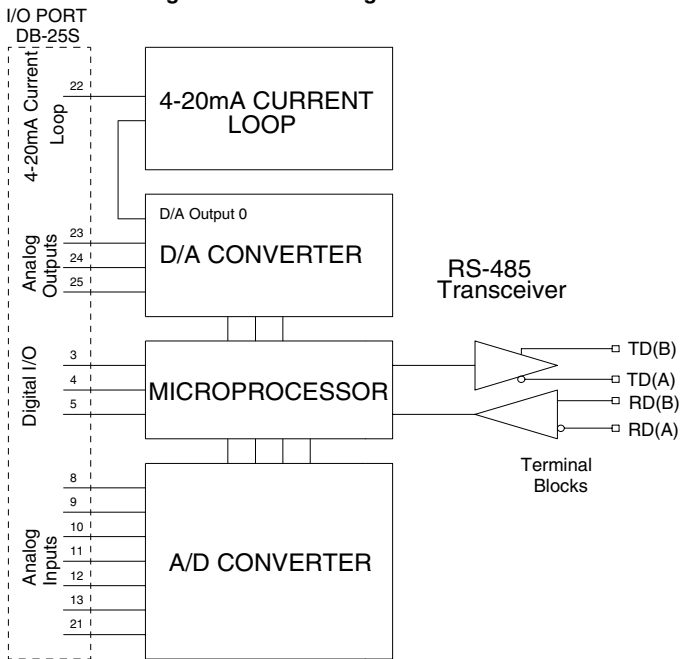 I/O PORT
DB-25S
4-20mA Current
Loop
22
4-20mA CURRENT
LOOP
D/A Output 0
D/A CONVERTER
Analog
Outputs
23
24
25
RS-485
Transceiver
Digital I/O
3
4
5
MICROPROCESSOR
TD(B)
TD(A)
RD(B)
RD(A)
Terminal
Blocks
Analog
Inputs
8
9
10
11
12
13
21
A/D CONVERTER